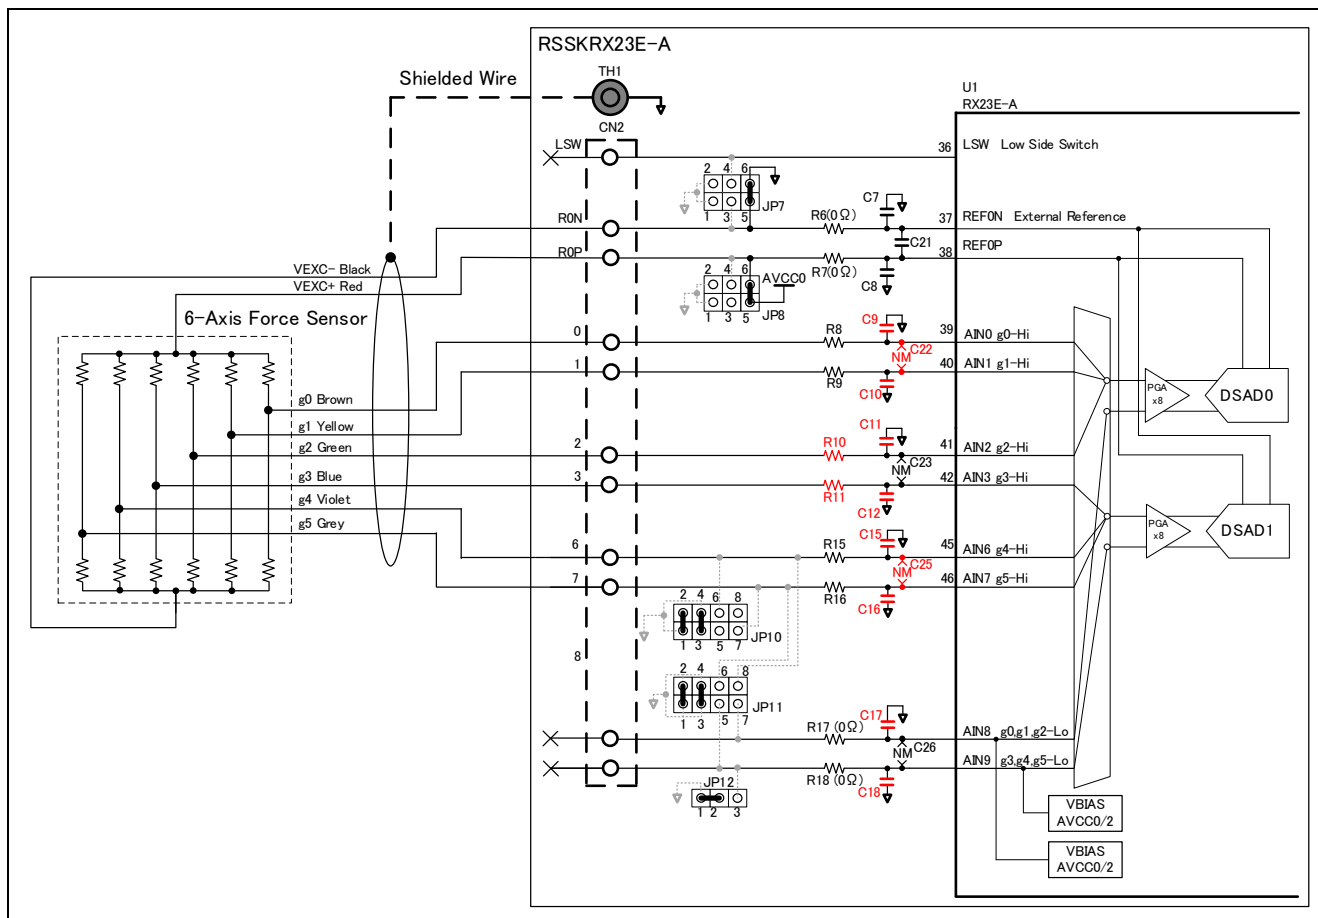 RSSKRX23E-A
Shielded Wire
TH1
CN2
U1
RX23E-A
LSW
36
LSW Low Side Switch
2 4 6
1 3 5
JP7
C7
R0N
R6(0Ω)
37
REF0N External Reference
C21
R0P
R7(0Ω)
38
REF0P
C8
VEXC- Black
VEXC+ Red
2 4 6
AVCC0
1 3 5
JP8
6-Axis Force Sensor
0
R8
C9
39
AIN0 g0-Hi
C22
NM
1
R9
C10
40
AIN1 g1-Hi
PGA
x8
DSAD0
g0 Brown
g1 Yellow
g2 Green
g3 Blue
g4 Violet
g5 Grey
2
R10
C11
41
AIN2 g2-Hi
C23
NM
3
R11
C12
42
AIN3 g3-Hi
PGA
x8
DSAD1
6
R15
C15
45
AIN6 g4-Hi
C25
NM
7
R16
C16
46
AIN7 g5-Hi
2 4 6 8
1 3 5 7
JP10
8
2 4 6 8
1 3 5 7
JP11
R17 (0Ω)
C17
AIN8 g0,g1,g2-Lo
C26
NM
R18 (0Ω)
C18
AIN9 g3,g4,g5-Lo
JP12
1 2 3
VBIAS
AVCC0/2
VBIAS
AVCC0/2